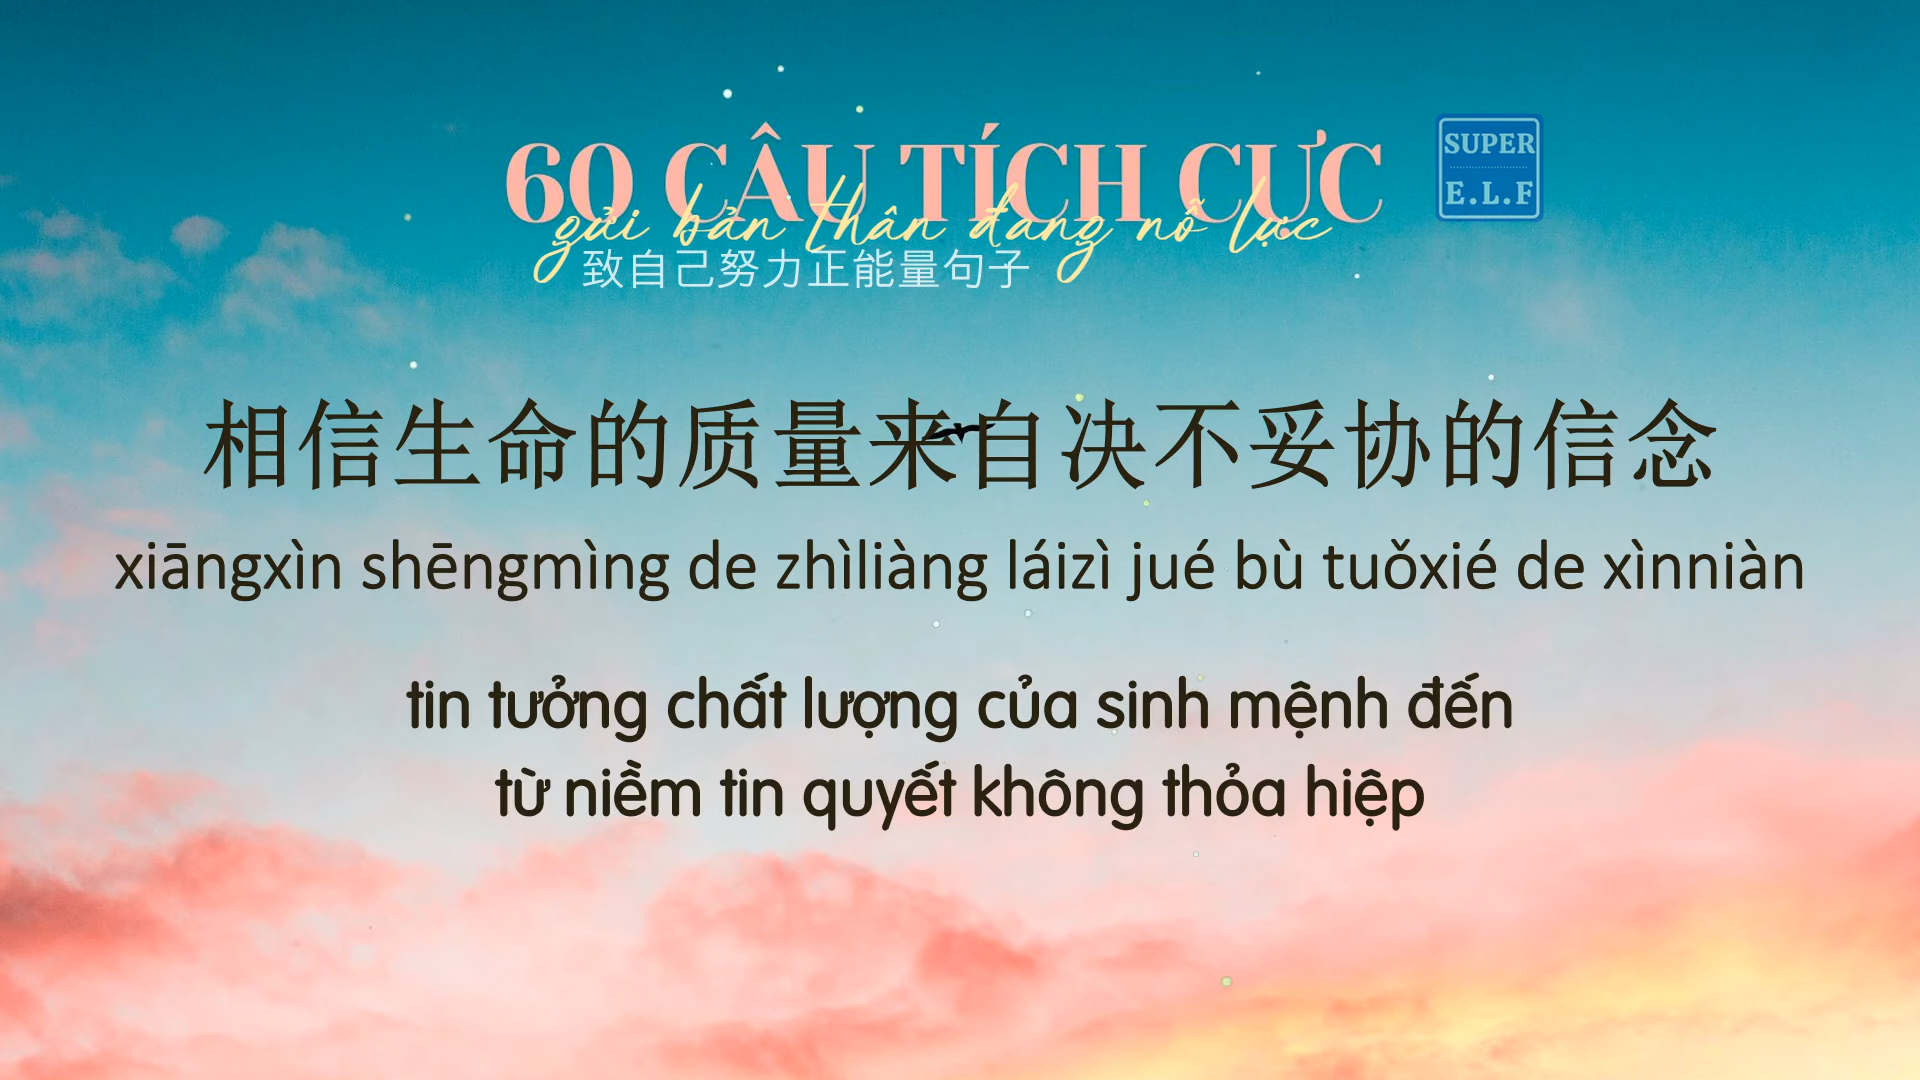 60 CÂU TÍCH CỰC
gửi bản thân đang nỗ lực
致自己努力正能量句子
SUPER
E.L.F
相信生命的质量来自决不妥协的信念
xiāngxìn shēngmìng de zhìliàng láizì jué bù tuǒxié de xìnniàn
tin tưởng chất lượng của sinh mệnh đến
từ niềm tin quyết không thỏa hiệp